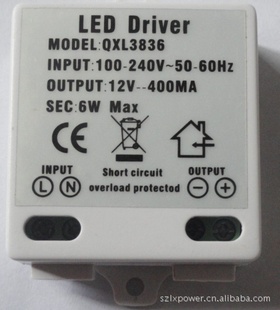 LED Driver
MODEL:QXL3836
INPUT:100-240V~50-60Hz
OUTPUT:12V--400MA
SEC:6W Max
CE
INPUT
L N
Short circuit
overload protected
OUTPUT
- +
szlxpower.cn.alibaba.com